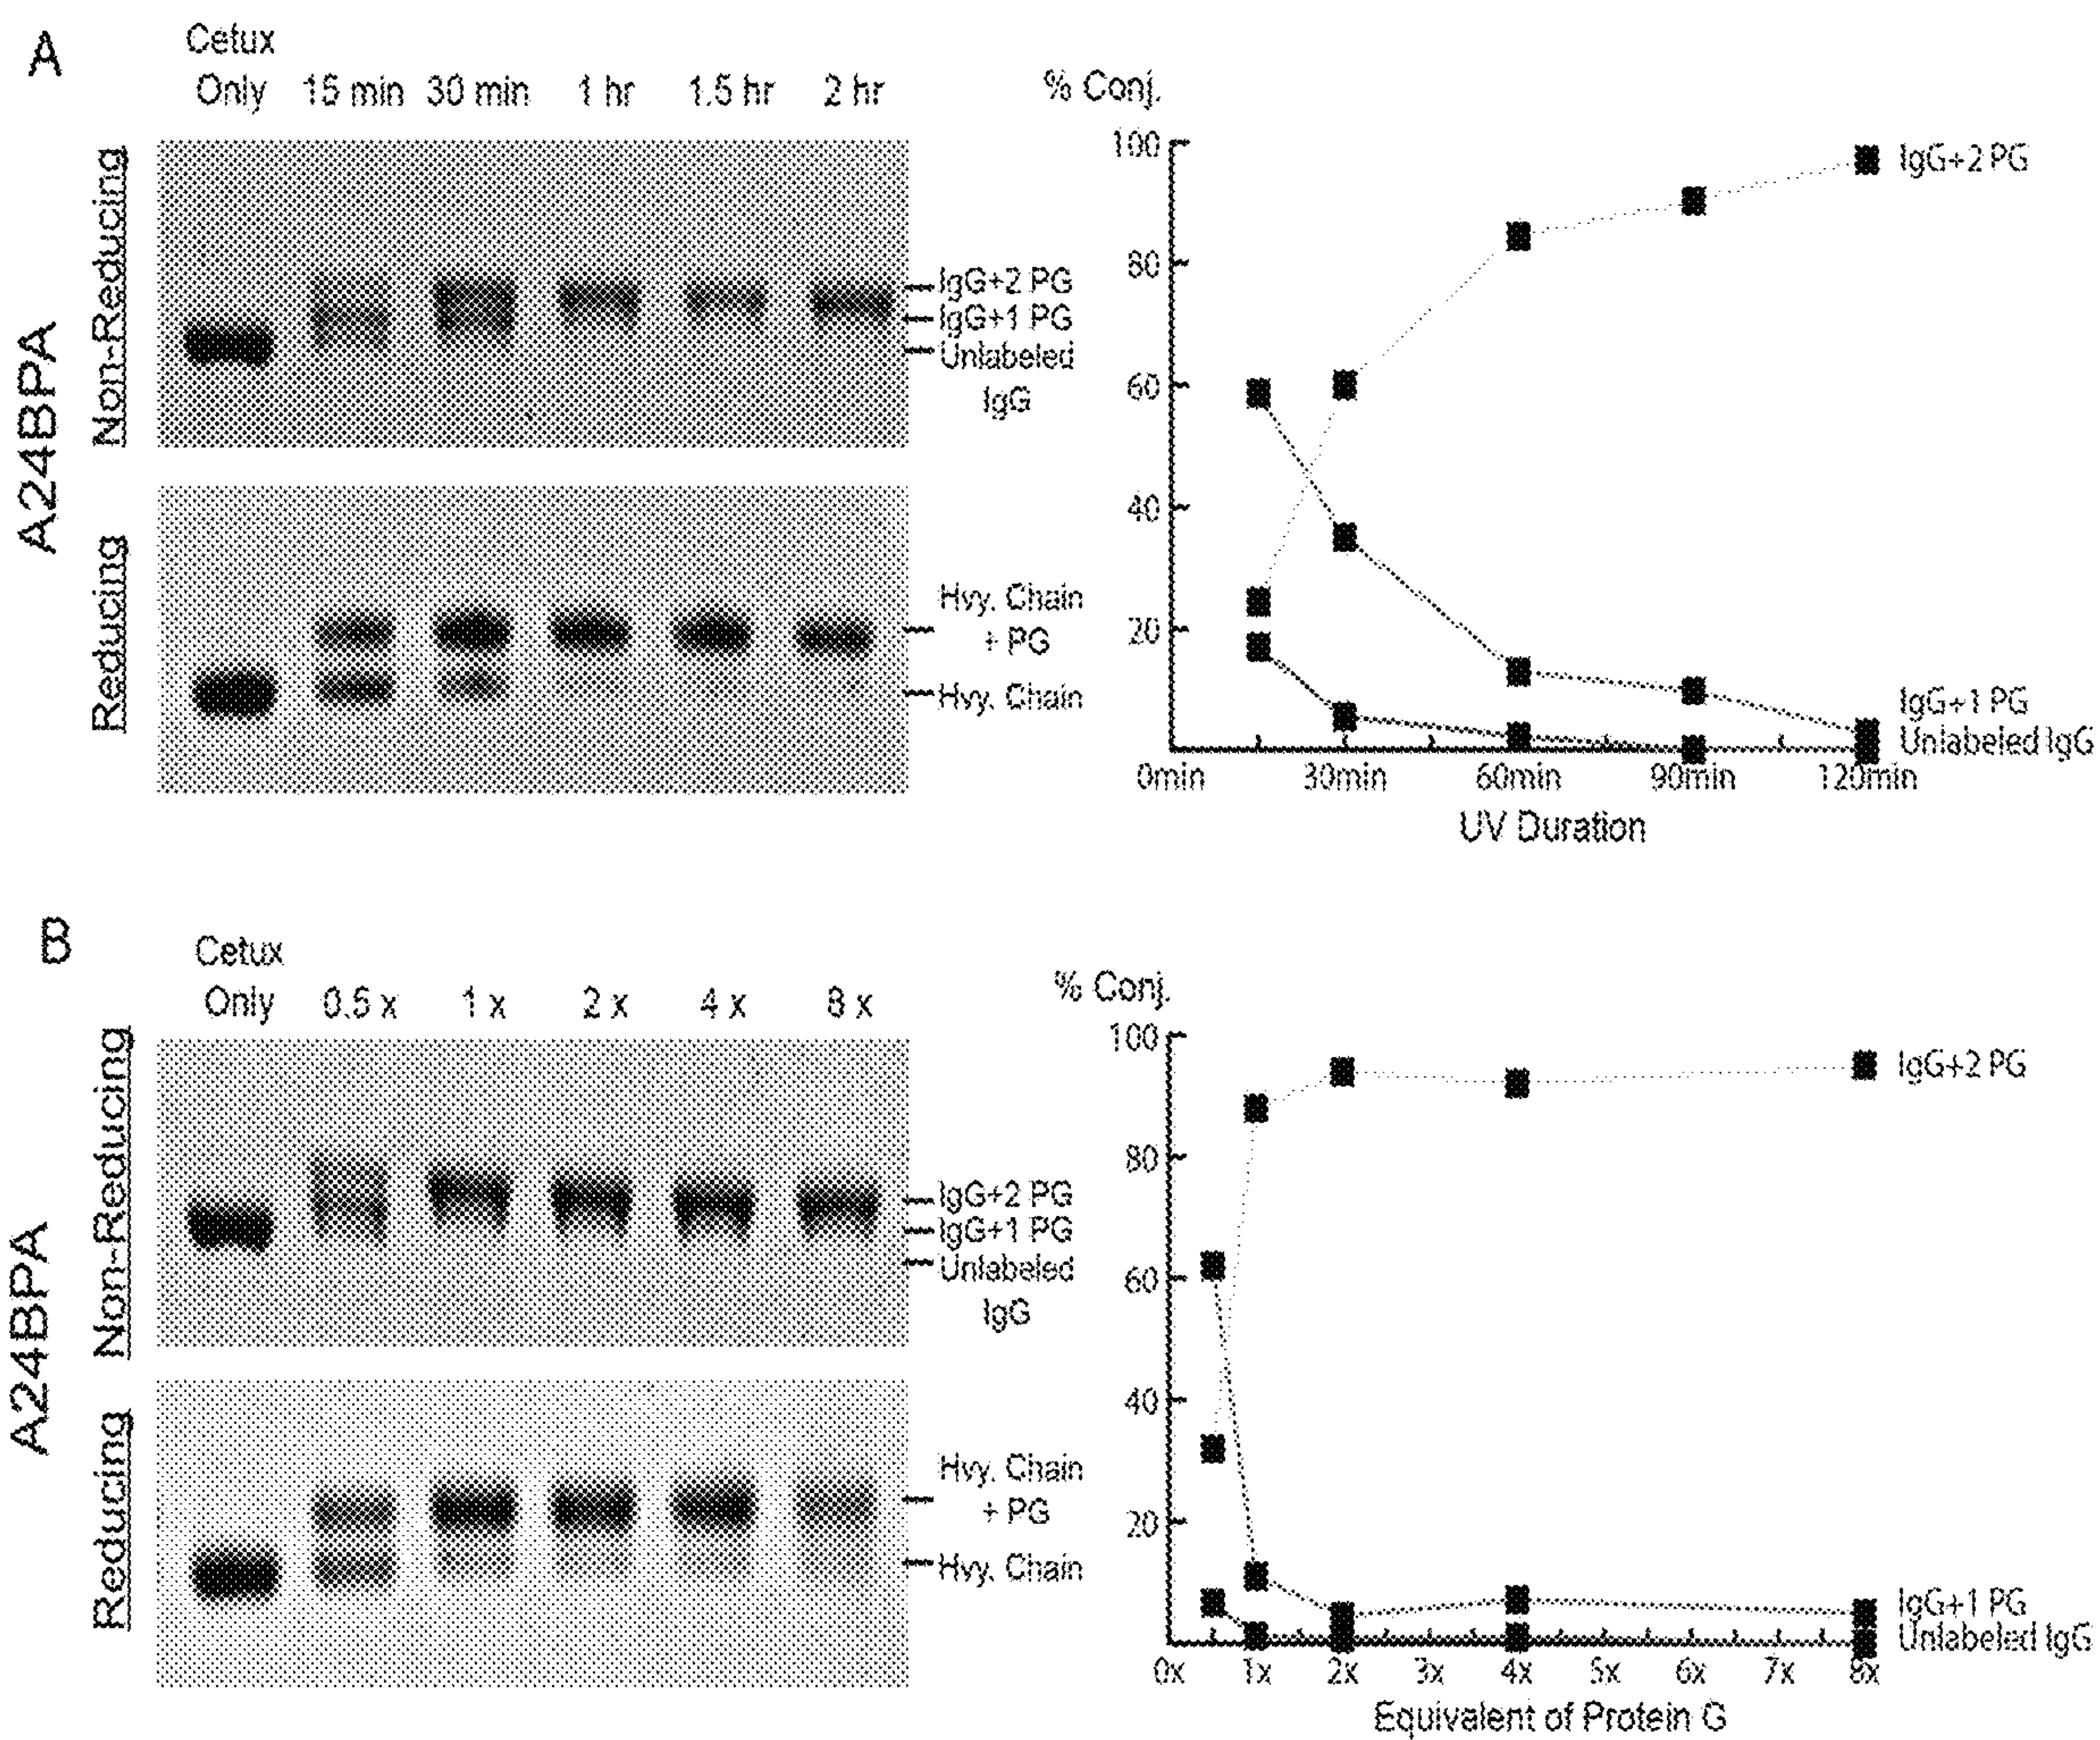 A
Cetux
Only 15 min 30 min 1 hr 1.5 hr 2 hr
A24BPA
Non-Reducing
IgG+2 PG
IgG+1 PG
Unlabeled
IgG
Reducing
Hvy. Chain
+ PG
Hvy. Chain
% Conj.
100
80
60
40
20
IgG+2 PG
IgG+1 PG
Unlabeled IgG
0min 30min 60min 90min 120min
UV Duration
B
Cetux
Only 0.5 x 1 x 2 x 4 x 8 x
A24BPA
Non-Reducing
IgG+2 PG
IgG+1 PG
Unlabeled
IgG
Reducing
Hvy. Chain
+ PG
Hvy. Chain
% Conj.
100
80
60
40
20
IgG+2 PG
IgG+1 PG
Unlabeled IgG
0x 1x 2x 3x 4x 5x 6x 7x 8x
Equivalent of Protein G